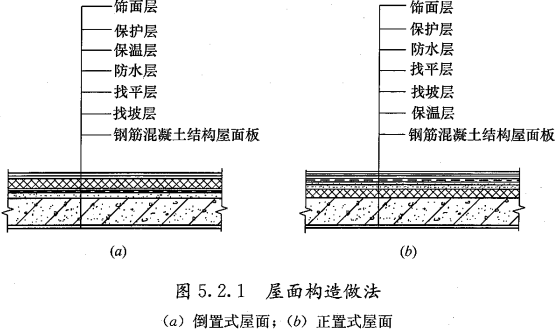 饰面层
保护层
保温层
防水层
找平层
找坡层
钢筋混凝土结构屋面板
(a)
饰面层
保护层
防水层
找平层
找坡层
保温层
钢筋混凝土结构屋面板
(b)
图 5.2.1 屋面构造做法
(a) 倒置式屋面；(b) 正置式屋面